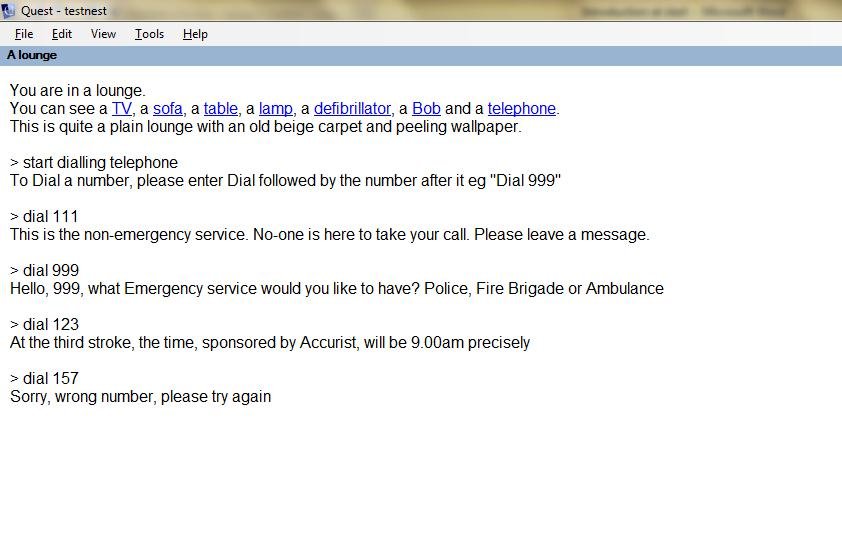 Quest - testnest
File Edit View Tools Help
A lounge
You are in a lounge.
You can see a TV, a sofa, a table, a lamp, a defibrillator, a Bob and a telephone.
This is quite a plain lounge with an old beige carpet and peeling wallpaper.
> start dialling telephone
To Dial a number, please enter Dial followed by the number after it eg "Dial 999"
> dial 111
This is the non-emergency service. No-one is here to take your call. Please leave a message.
> dial 999
Hello, 999, what Emergency service would you like to have? Police, Fire Brigade or Ambulance
> dial 123
At the third stroke, the time, sponsored by Accurist, will be 9.00am precisely
> dial 157
Sorry, wrong number, please try again